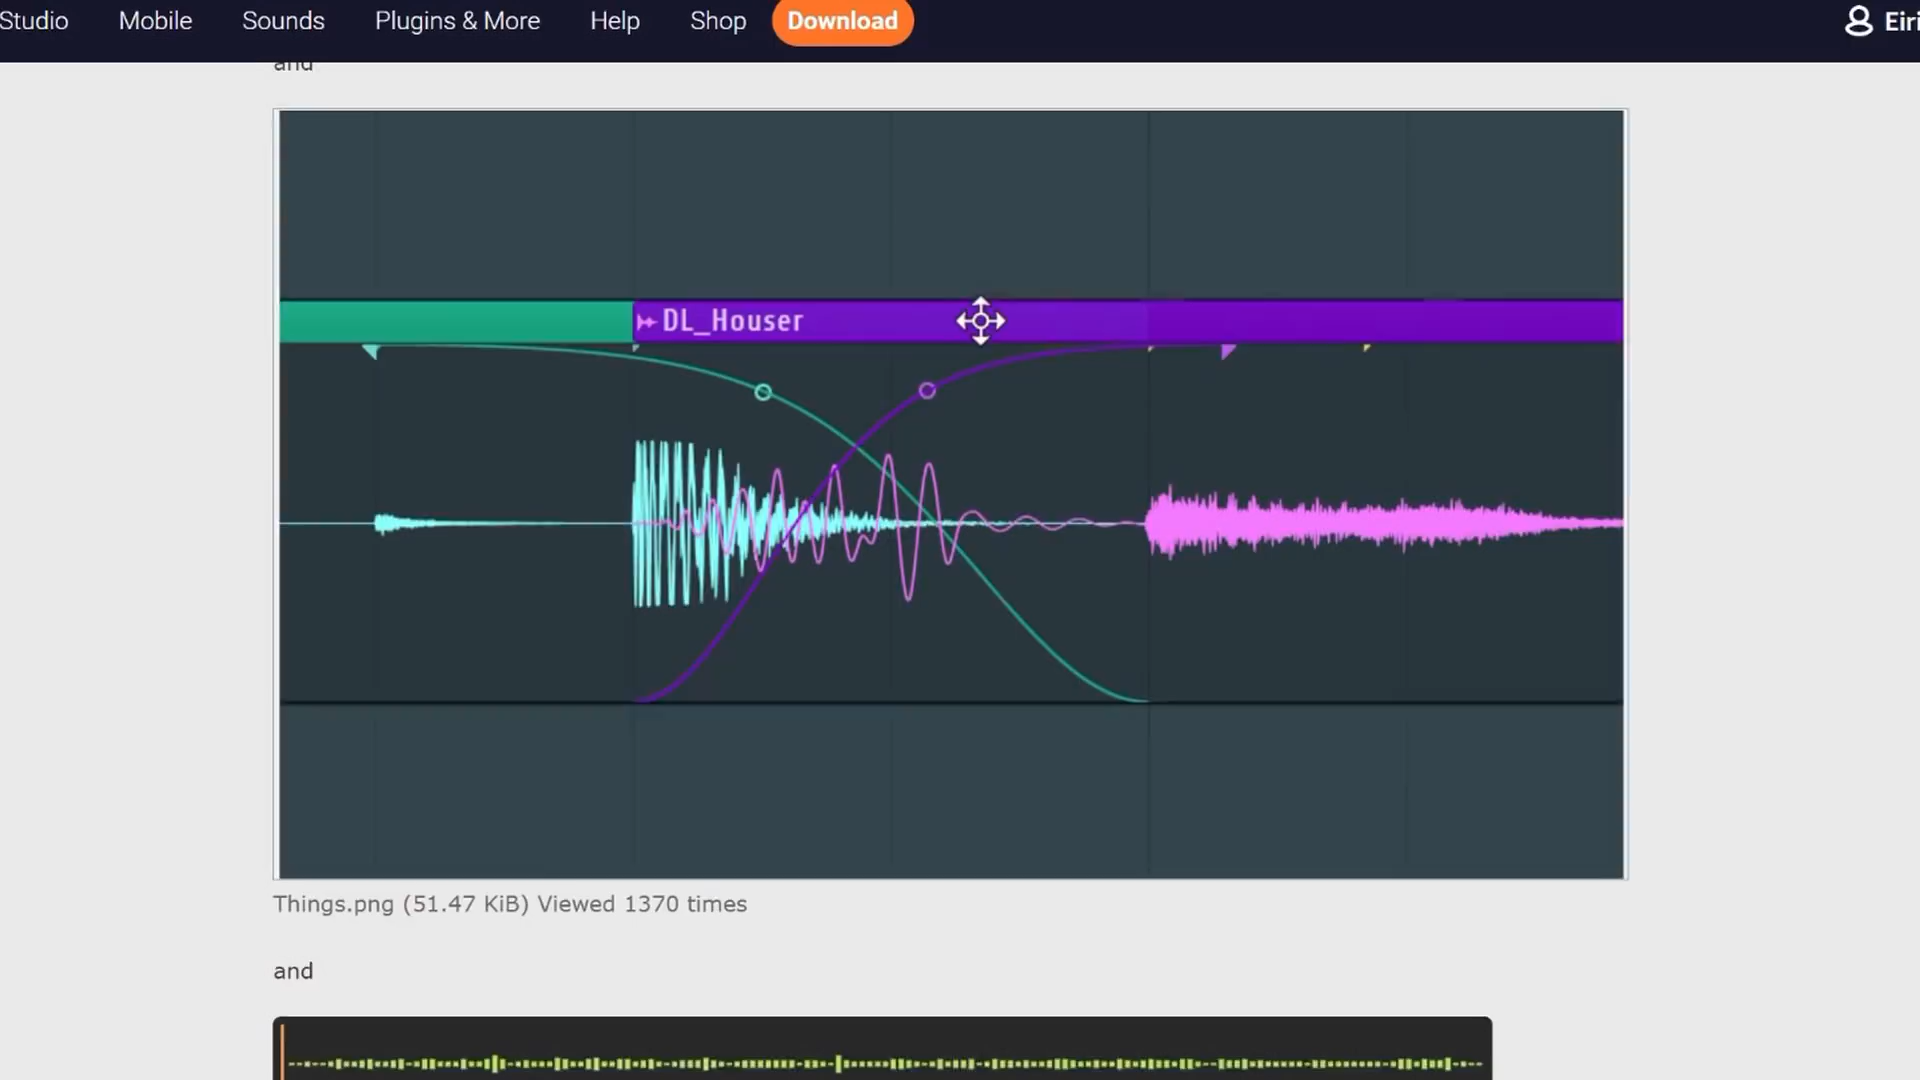 Studio Mobile Sounds Plugins & More Help Shop Download Eiri
and
DL_Houser
Things.png (51.47 KiB) Viewed 1370 times
and